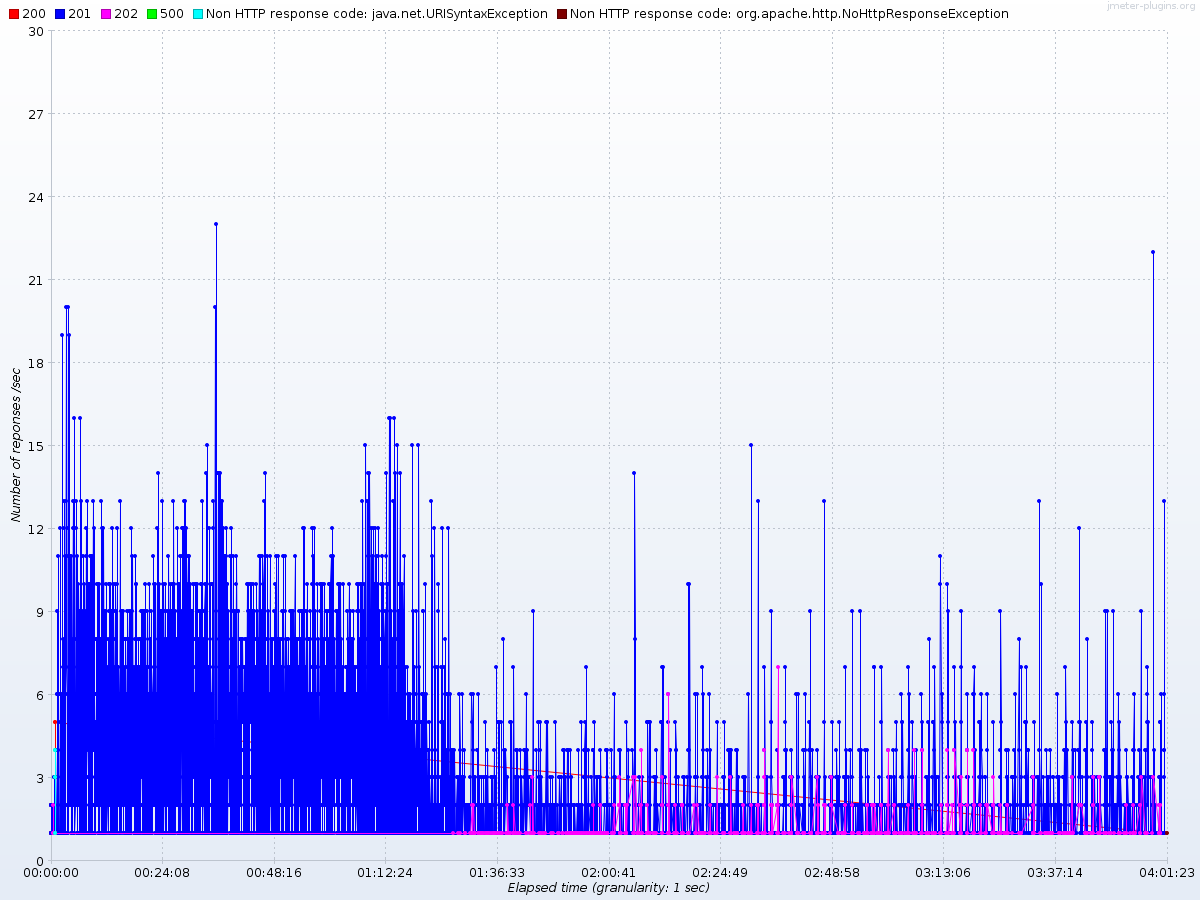 200 201 202 500 Non HTTP response code: java.net.URISyntaxException Non HTTP response code: org.apache.http.NoHttpResponseException
jmeter-plugins.org
30
27
24
21
18
15
12
9
6
3
0
Number of reponses /sec
00:00:00 00:24:08 00:48:16 01:12:24 01:36:33 02:00:41 02:24:49 02:48:58 03:13:06 03:37:14 04:01:23
Elapsed time (granularity: 1 sec)